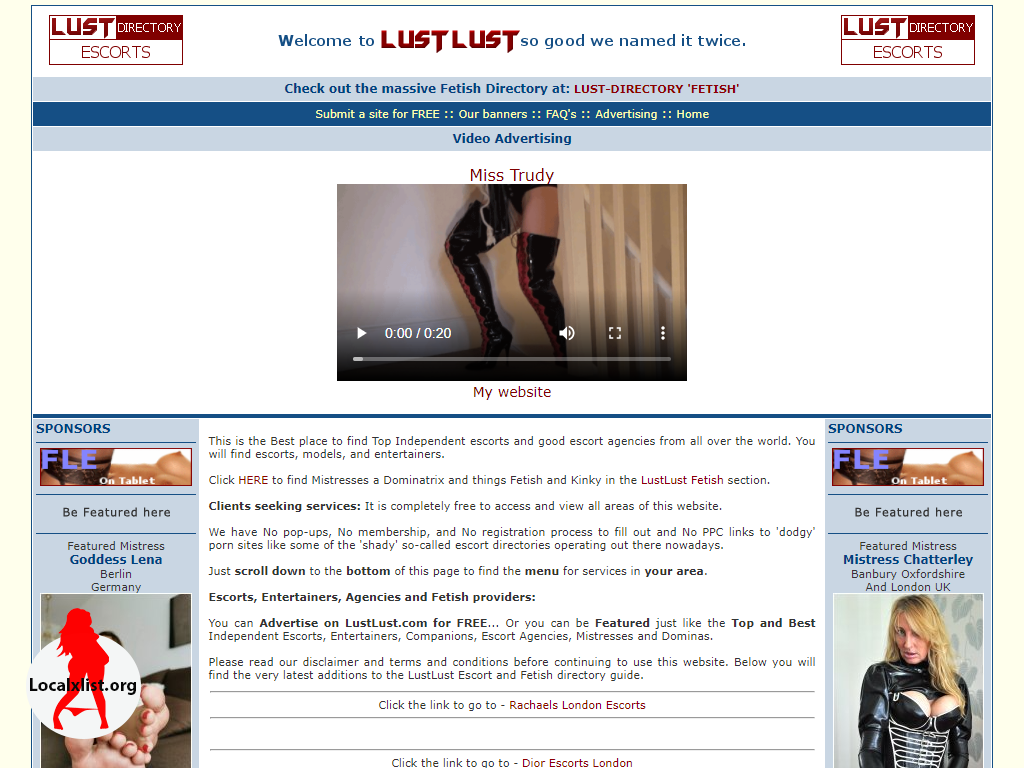 LUST DIRECTORY
ESCORTS
Welcome to LUSTLUST so good we named it twice.
LUST DIRECTORY
ESCORTS
Check out the massive Fetish Directory at: LUST-DIRECTORY 'FETISH'
Submit a site for FREE :: Our banners :: FAQ's :: Advertising :: Home
Video Advertising
Miss Trudy
0:00 / 0:20
My website
SPONSORS
FLE
On Tablet
Be Featured here
Featured Mistress
Goddess Lena
Berlin
Germany
Localxlist.org
This is the Best place to find Top Independent escorts and good escort agencies from all over the world. You
will find escorts, models, and entertainers.
Click HERE to find Mistresses a Dominatrix and things Fetish and Kinky in the LustLust Fetish section.
Clients seeking services: It is completely free to access and view all areas of this website.
We have No pop-ups, No membership, and No registration process to fill out and No PPC links to 'dodgy'
porn sites like some of the 'shady' so-called escort directories operating out there nowadays.
Just scroll down to the bottom of this page to find the menu for services in your area.
Escorts, Entertainers, Agencies and Fetish providers:
You can Advertise on LustLust.com for FREE... Or you can be Featured just like the Top and Best
Independent Escorts, Entertainers, Companions, Escort Agencies, Mistresses and Dominas.
Please read our disclaimer and terms and conditions before continuing to use this website. Below you will
find the very latest additions to the LustLust Escort and Fetish directory guide.
Click the link to go to - Rachaels London Escorts
Click the link to go to - Dior Escorts London
SPONSORS
FLE
On Tablet
Be Featured here
Featured Mistress
Mistress Chatterley
Banbury Oxfordshire
And London UK